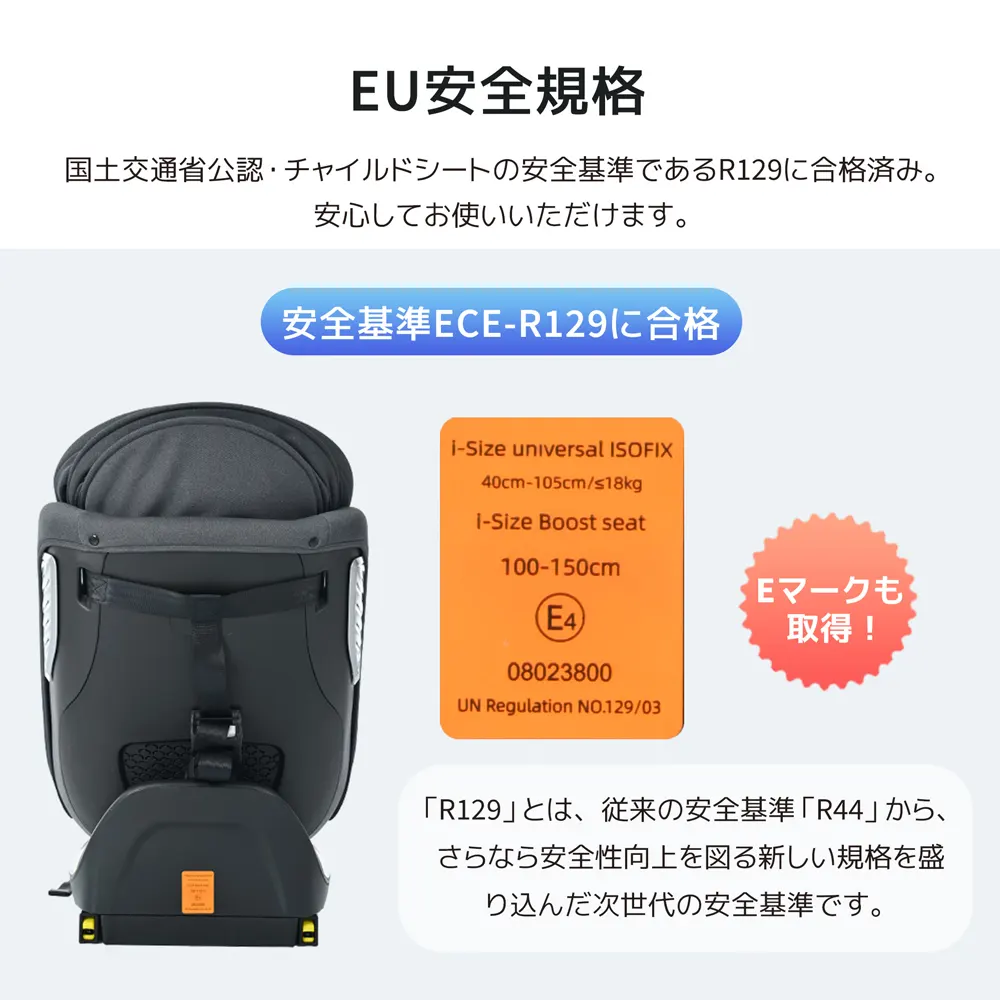 EU安全規格
国土交通省公認・チャイルドシートの安全基準であるR129に合格済み。
安心してお使いいただけます。
安全基準ECE-R129に合格
i-Size universal ISOFIX
40cm-105cm/≤18kg
i-Size Boost seat
100-150cm
E4
08023800
UN Regulation NO.129/03
Eマークも
取得！
「R129」とは、従来の安全基準「R44」から、
さらなら安全性向上を図る新しい規格を盛
り込んだ次世代の安全基準です。